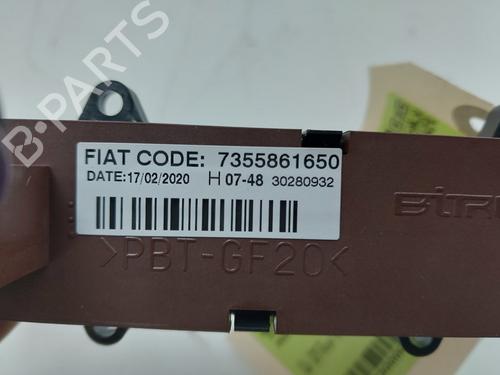 B-PARTS
FIAT CODE: 7355861650
DATE:17/02/2020 H 07-48 30280932
>PBT-GF20<